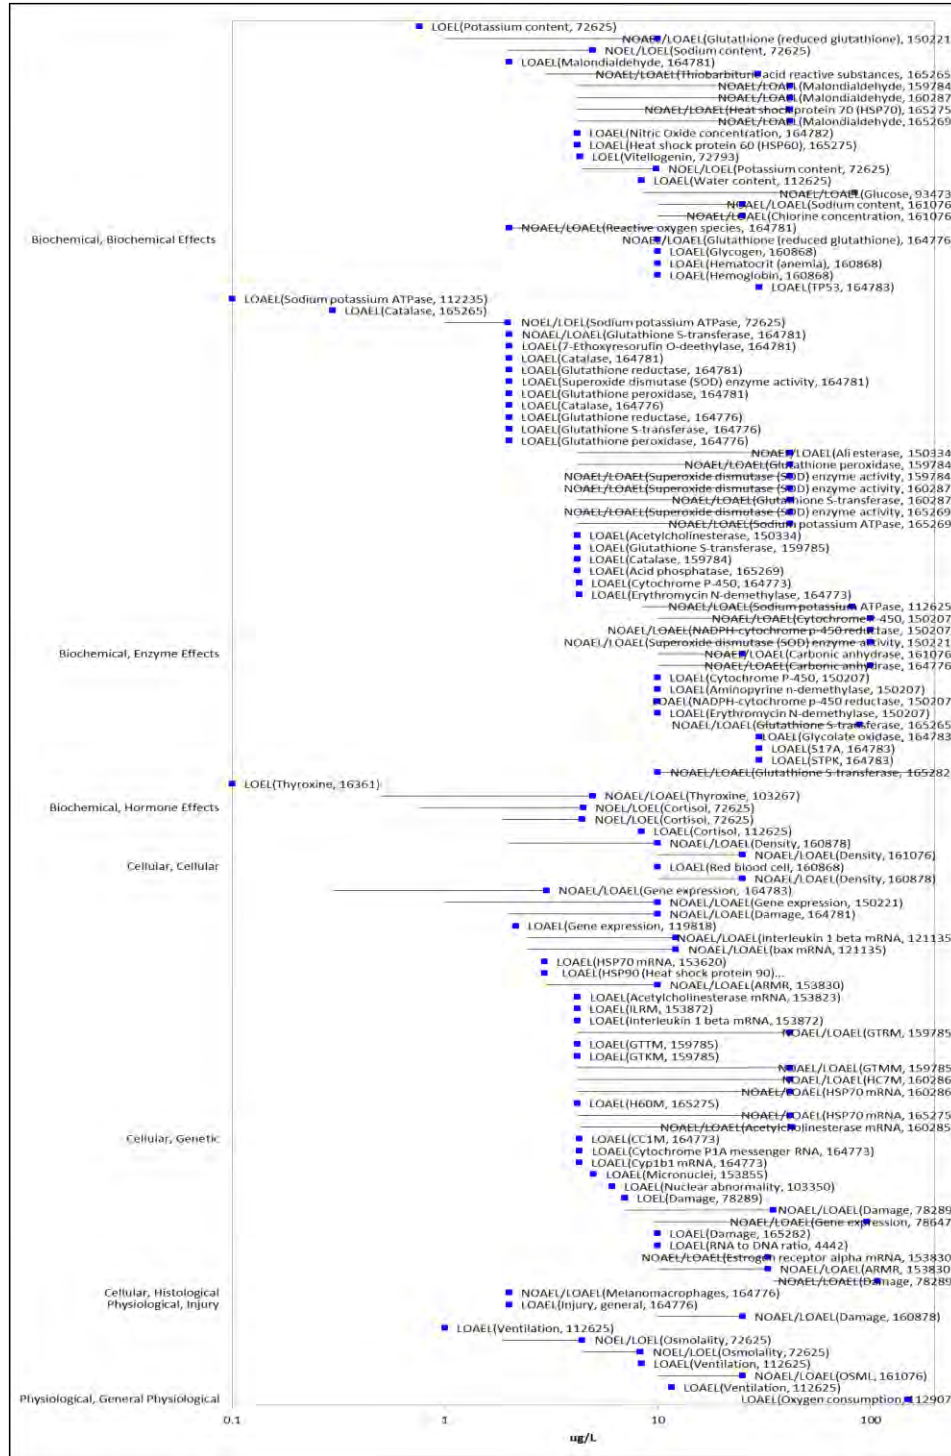 LOEL(Potassium content, 72625)
NOAEL/LOAEL(Glutathione (reduced glutathione), 150221
NOEL/LOEL(Sodium content, 72625)
LOAEL(Malondialdehyde, 164781)
NOAEL/LOAEL(Thiobarbituric acid reactive substances, 165265
NOAEL/LOAEL(Malondialdehyde, 159784
NOAEL/LOAEL(Malondialdehyde, 160287
NOAEL/LOAEL(Heat shock protein 70 (HSP70), 165275
NOAEL/LOAEL(Malondialdehyde, 165269
LOAEL(Nitric Oxide concentration, 164782)
LOAEL(Heat shock protein 60 (HSP60), 165275)
LOEL(Vitellogenin, 72793)
NOEL/LOEL(Potassium content, 72625)
LOAEL(Water content, 112625)
NOAEL/LOAEL(Glucose, 93473
NOAEL/LOAEL(Sodium content, 161076
NOAEL/LOAEL(Chlorine concentration, 161076
NOAEL/LOAEL(Reactive oxygen species, 164781)
Biochemical, Biochemical Effects
NOAEL/LOAEL(Glutathione (reduced glutathione), 164776
LOAEL(Glycogen, 160868)
LOAEL(Hematocrit (anemia), 160868)
LOAEL(Hemoglobin, 160868)
LOAEL(TP53, 164783)
LOAEL(Sodium potassium ATPase, 112235)
LOAEL(Catalase, 165265)
NOEL/LOEL(Sodium potassium ATPase, 72625)
NOAEL/LOAEL(Glutathione S-transferase, 164781)
LOAEL(7-Ethoxyresorufin O-deethylase, 164781)
LOAEL(Catalase, 164781)
LOAEL(Glutathione reductase, 164781)
LOAEL(Superoxide dismutase (SOD) enzyme activity, 164781)
LOAEL(Glutathione peroxidase, 164781)
LOAEL(Catalase, 164776)
LOAEL(Glutathione reductase, 164776)
LOAEL(Glutathione S-transferase, 164776)
LOAEL(Glutathione peroxidase, 164776)
NOAEL/LOAEL(Ali esterase, 150334
NOAEL/LOAEL(Glutathione peroxidase, 159784
NOAEL/LOAEL(Superoxide dismutase (SOD) enzyme activity, 159784
NOAEL/LOAEL(Superoxide dismutase (SOD) enzyme activity, 160287
NOAEL/LOAEL(Glutathione S-transferase, 160287
NOAEL/LOAEL(Superoxide dismutase (SOD) enzyme activity, 165269
NOAEL/LOAEL(Sodium potassium ATPase, 165269
LOAEL(Acetylcholinesterase, 150334)
LOAEL(Glutathione S-transferase, 159785)
LOAEL(Catalase, 159784)
LOAEL(Acid phosphatase, 165269)
LOAEL(Cytochrome P-450, 164773)
LOAEL(Erythromycin N-demethylase, 164773)
NOAEL/LOAEL(Sodium potassium ATPase, 112625
NOAEL/LOAEL(Cytochrome P-450, 150207
NOAEL/LOAEL(NADPH-cytochrome p-450 reductase, 150207
NOAEL/LOAEL(Superoxide dismutase (SOD) enzyme activity, 150221
Biochemical, Enzyme Effects
NOAEL/LOAEL(Carbonic anhydrase, 161076
NOAEL/LOAEL(Carbonic anhydrase, 164776
LOAEL(Cytochrome P-450, 150207)
LOAEL(Aminopyrine n-demethylase, 150207)
LOAEL(NADPH-cytochrome p-450 reductase, 150207
LOAEL(Erythromycin N-demethylase, 150207)
NOAEL/LOAEL(Glutathione S-transferase, 165265
LOAEL(Glycolate oxidase, 164783
LOAEL(S17A, 164783)
LOAEL(STPK, 164783)
NOAEL/LOAEL(Glutathione S-transferase, 165282
LOEL(Thyroxine, 16361)
NOAEL/LOAEL(Thyroxine, 103267)
Biochemical, Hormone Effects
NOEL/LOEL(Cortisol, 72625)
NOEL/LOEL(Cortisol, 72625)
LOAEL(Cortisol, 112625)
NOAEL/LOAEL(Density, 160878)
NOAEL/LOAEL(Density, 161076)
Cellular, Cellular
LOAEL(Red blood cell, 160868)
NOAEL/LOAEL(Density, 160878)
NOAEL/LOAEL(Gene expression, 164783)
NOAEL/LOAEL(Gene expression, 150221)
NOAEL/LOAEL(Damage, 164781)
LOAEL(Gene expression, 119818)
NOAEL/LOAEL(Interleukin 1 beta mRNA, 121135
NOAEL/LOAEL(bax mRNA, 121135)
LOAEL(HSP70 mRNA, 153620)
LOAEL(HSP90 (Heat shock protein 90)...
NOAEL/LOAEL(ARMR, 153830)
LOAEL(Acetylcholinesterase mRNA, 153823)
LOAEL(ILRM, 153872)
LOAEL(Interleukin 1 beta mRNA, 153872)
NOAEL/LOAEL(GTRM, 159785
LOAEL(GTTM, 159785)
LOAEL(GTKM, 159785)
NOAEL/LOAEL(GTMM, 159785
NOAEL/LOAEL(HC7M, 160286
NOAEL/LOAEL(HSP70 mRNA, 160286
LOAEL(H60M, 165275)
NOAEL/LOAEL(HSP70 mRNA, 165275
NOAEL/LOAEL(Acetylcholinesterase mRNA, 160285
Cellular, Genetic
LOAEL(CC1M, 164773)
LOAEL(Cytochrome P1A messenger RNA, 164773)
LOAEL(Cyp1b1 mRNA, 164773)
LOAEL(Micronuclei, 153855)
LOAEL(Nuclear abnormality, 103350)
LOEL(Damage, 78289)
NOAEL/LOAEL(Damage, 78289
NOAEL/LOAEL(Gene expression, 78647
LOAEL(Damage, 165282)
LOAEL(RNA to DNA ratio, 4442)
NOAEL/LOAEL(Estrogen receptor alpha mRNA, 153830
NOAEL/LOAEL(ARMR, 153830
NOAEL/LOAEL(Damage, 78289
Cellular, Histological
NOAEL/LOAEL(Melanomacrophages, 164776)
Physiological, Injury
LOAEL(Injury, general, 164776)
NOAEL/LOAEL(Damage, 160878)
LOAEL(Ventilation, 112625)
NOEL/LOEL(Osmolality, 72625)
NOEL/LOEL(Osmolality, 72625)
LOAEL(Ventilation, 112625)
NOAEL/LOAEL(OSML, 161076)
LOAEL(Ventilation, 112625)
Physiological, General Physiological
LOAEL(Oxygen consumption, 112907
0.1 1 10 100
ug/L